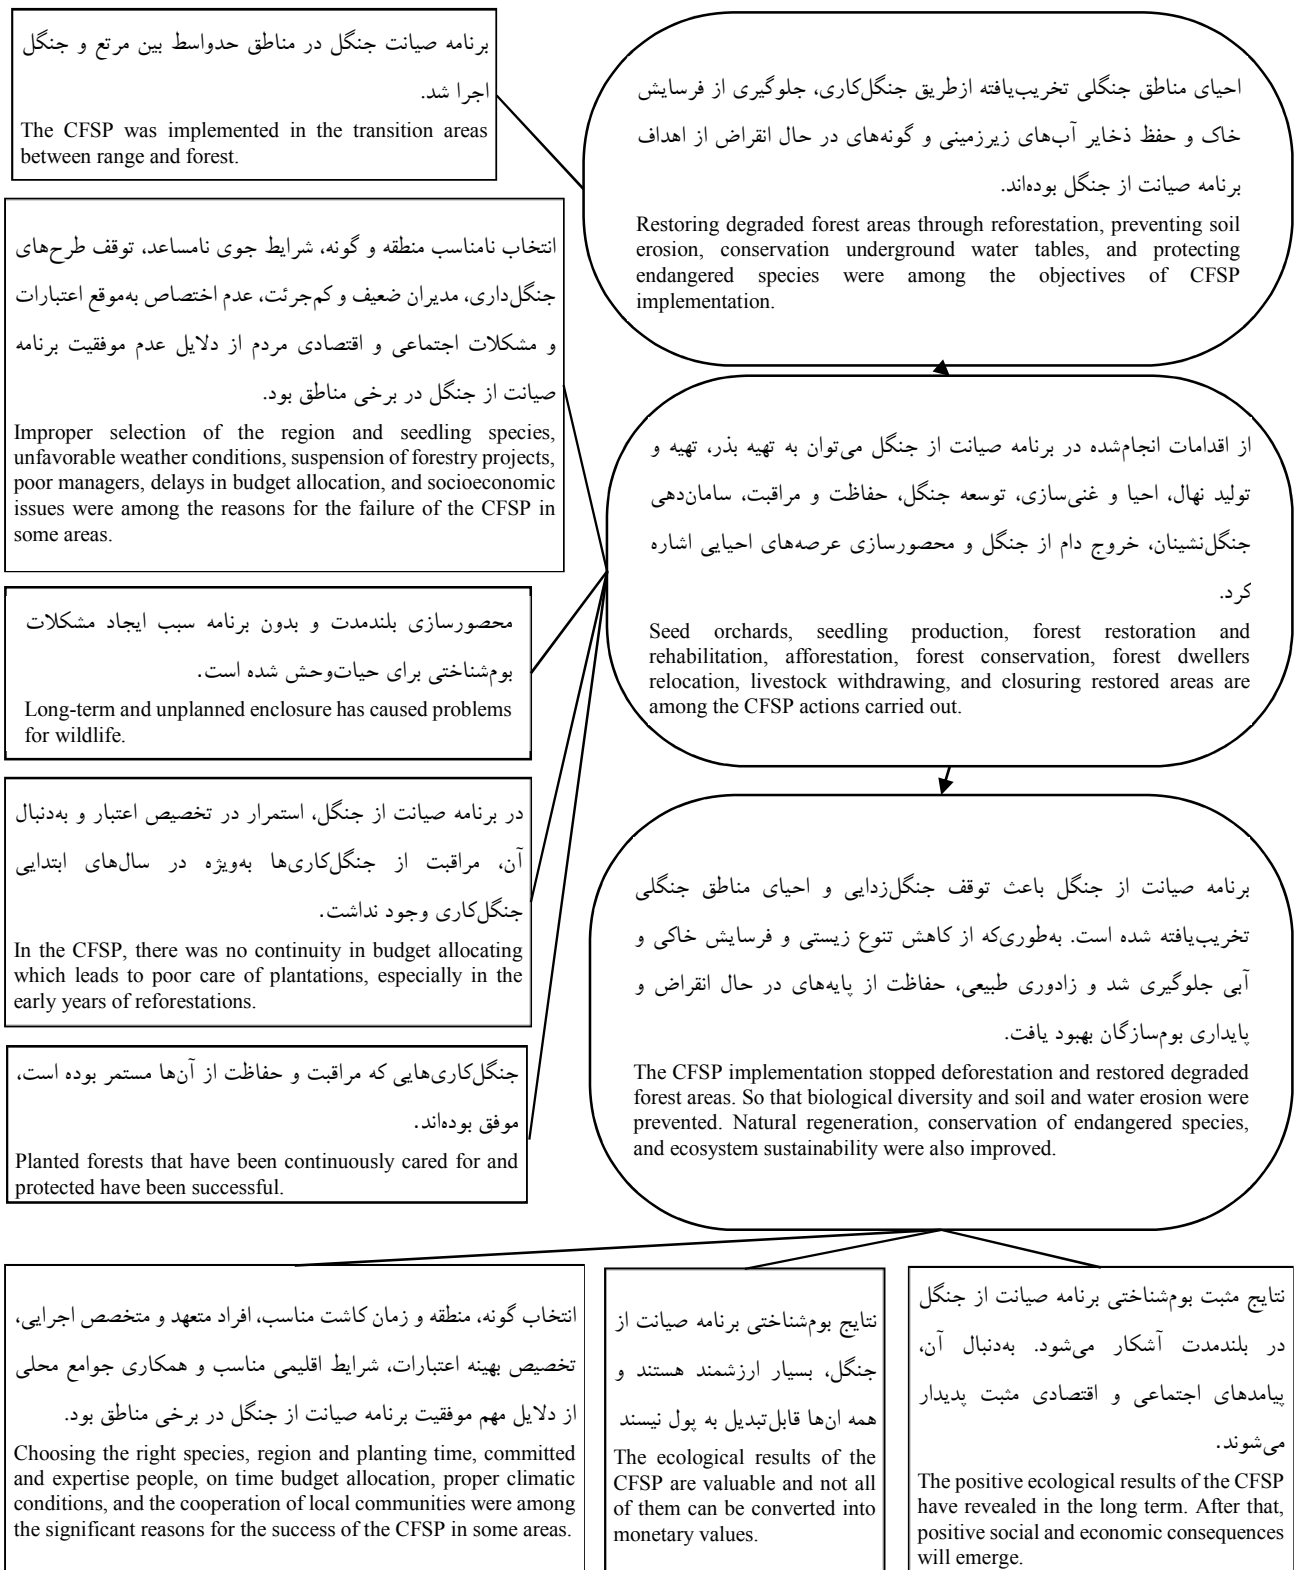 برنامه صیانت جنگل در مناطق حدواسط بین مرتع و جنگل
اجرا شد.
The CFSP was implemented in the transition areas
between range and forest.
احیای مناطق جنگلی تخریب‌یافته ازطریق جنگل‌کاری، جلوگیری از فرسایش
خاک و حفظ ذخایر آب‌های زیرزمینی و گونه‌های در حال انقراض از اهداف
برنامه صیانت از جنگل بوده‌اند.
Restoring degraded forest areas through reforestation, preventing soil
erosion, conservation underground water tables, and protecting
endangered species were among the objectives of CFSP
implementation.
انتخاب نامناسب منطقه و گونه، شرایط جوی نامساعد، توقف طرح‌های
جنگل‌داری، مدیران ضعیف و کم‌جرئت، عدم اختصاص به‌موقع اعتبارات
و مشکلات اجتماعی و اقتصادی مردم از دلایل عدم موفقیت برنامه
صیانت از جنگل در برخی مناطق بود.
Improper selection of the region and seedling species,
unfavorable weather conditions, suspension of forestry projects,
poor managers, delays in budget allocation, and socioeconomic
issues were among the reasons for the failure of the CFSP in
some areas.
از اقدامات انجام‌شده در برنامه صیانت از جنگل می‌توان به تهیه بذر، تهیه و
تولید نهال، احیا و غنی‌سازی، توسعه جنگل، حفاظت و مراقبت، سامان‌دهی
جنگل‌نشینان، خروج دام از جنگل و محصورسازی عرصه‌های احیایی اشاره
کرد.
Seed orchards, seedling production, forest restoration and
rehabilitation, afforestation, forest conservation, forest dwellers
relocation, livestock withdrawing, and closuring restored areas are
among the CFSP actions carried out.
محصورسازی بلندمدت و بدون برنامه سبب ایجاد مشکلات
بوم‌شناختی برای حیات‌وحش شده است.
Long-term and unplanned enclosure has caused problems
for wildlife.
در برنامه صیانت از جنگل، استمرار در تخصیص اعتبار و به‌دنبال
آن، مراقبت از جنگل‌کاری‌ها به‌ویژه در سال‌های ابتدایی
جنگل‌کاری وجود نداشت.
In the CFSP, there was no continuity in budget allocating
which leads to poor care of plantations, especially in the
early years of reforestations.
برنامه صیانت از جنگل باعث توقف جنگل‌زدایی و احیای مناطق جنگلی
تخریب‌یافته شده است. به‌طوری‌که از کاهش تنوع زیستی و فرسایش خاکی و
آبی جلوگیری شد و زادوری طبیعی، حفاظت از پایه‌های در حال انقراض و
پایداری بوم‌سازگان بهبود یافت.
The CFSP implementation stopped deforestation and restored degraded
forest areas. So that biological diversity and soil and water erosion were
prevented. Natural regeneration, conservation of endangered species,
and ecosystem sustainability were also improved.
جنگل‌کاری‌هایی که مراقبت و حفاظت از آن‌ها مستمر بوده است،
موفق بوده‌اند.
Planted forests that have been continuously cared for and
protected have been successful.
انتخاب گونه، منطقه و زمان کاشت مناسب، افراد متعهد و متخصص اجرایی،
تخصیص بهینه اعتبارات، شرایط اقلیمی مناسب و همکاری جوامع محلی
از دلایل مهم موفقیت برنامه صیانت از جنگل در برخی مناطق بود.
Choosing the right species, region and planting time, committed
and expertise people, on time budget allocation, proper climatic
conditions, and the cooperation of local communities were among
the significant reasons for the success of the CFSP in some areas.
نتایج بوم‌شناختی برنامه صیانت از
جنگل، بسیار ارزشمند هستند و
همه ان‌ها قابل‌تبدیل به پول نیسند
The ecological results of the
CFSP are valuable and not all
of them can be converted into
monetary values.
نتایج مثبت بوم‌شناختی برنامه صیانت از جنگل
در بلندمدت آشکار می‌شود. به‌دنبال آن،
پیامدهای اجتماعی و اقتصادی مثبت پدیدار
می‌شوند.
The positive ecological results of the CFSP
have revealed in the long term. After that,
positive social and economic consequences
will emerge.